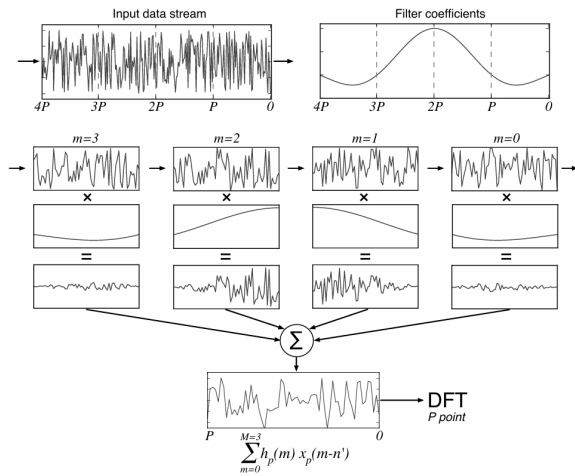 Input data stream
Filter coefficients
4P 3P 2P P 0
4P 3P 2P P 0
m=3 m=2 m=1 m=0
× × × ×
= = = =
Σ
DFT
P point
P 0
M=3
∑ h_p(m) x_p(m-n')
m=0